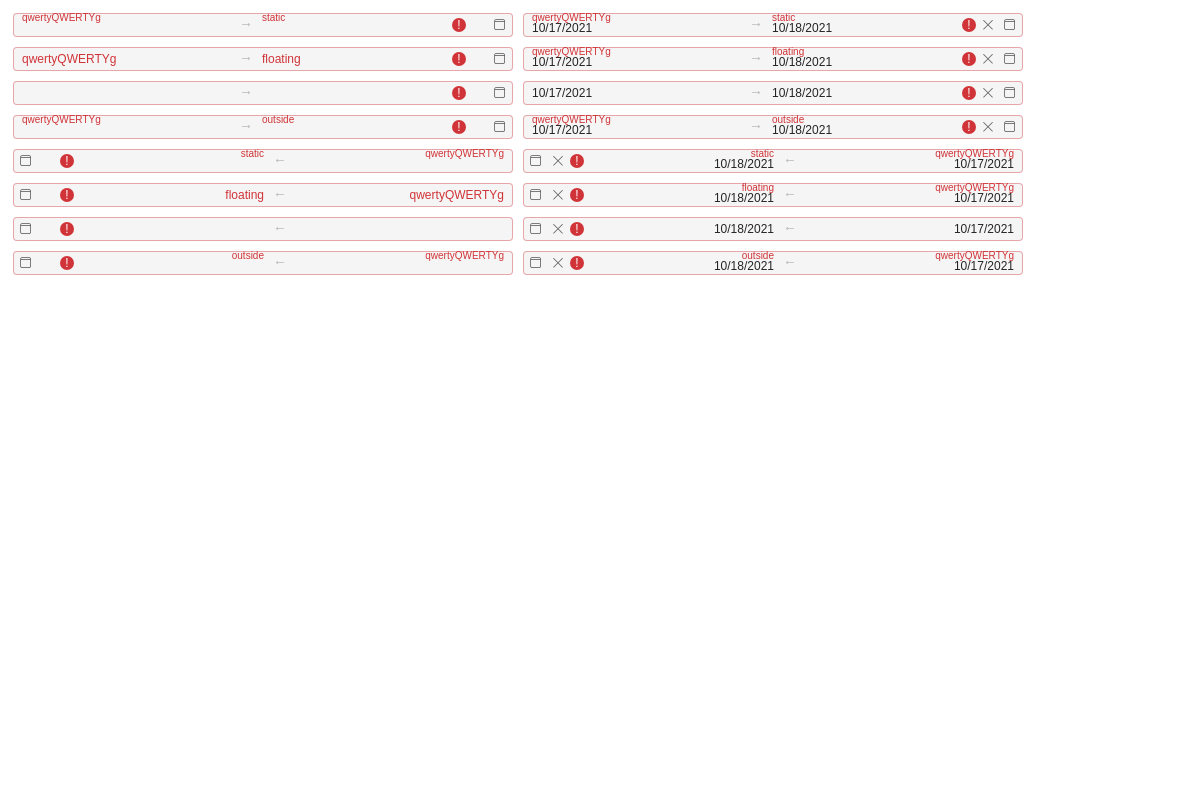 qwertyQWERTYg → static !
qwertyQWERTYg → static !
10/17/2021 10/18/2021
qwertyQWERTYg → floating !
qwertyQWERTYg → floating !
10/17/2021 10/18/2021
→ !
10/17/2021 → 10/18/2021 !
qwertyQWERTYg → outside !
qwertyQWERTYg → outside !
10/17/2021 10/18/2021
! static ← qwertyQWERTYg
! static ← qwertyQWERTYg
10/18/2021 10/17/2021
! floating ← qwertyQWERTYg
! floating ← qwertyQWERTYg
10/18/2021 10/17/2021
! ←
! 10/18/2021 ← 10/17/2021
! outside ← qwertyQWERTYg
! outside ← qwertyQWERTYg
10/18/2021 10/17/2021